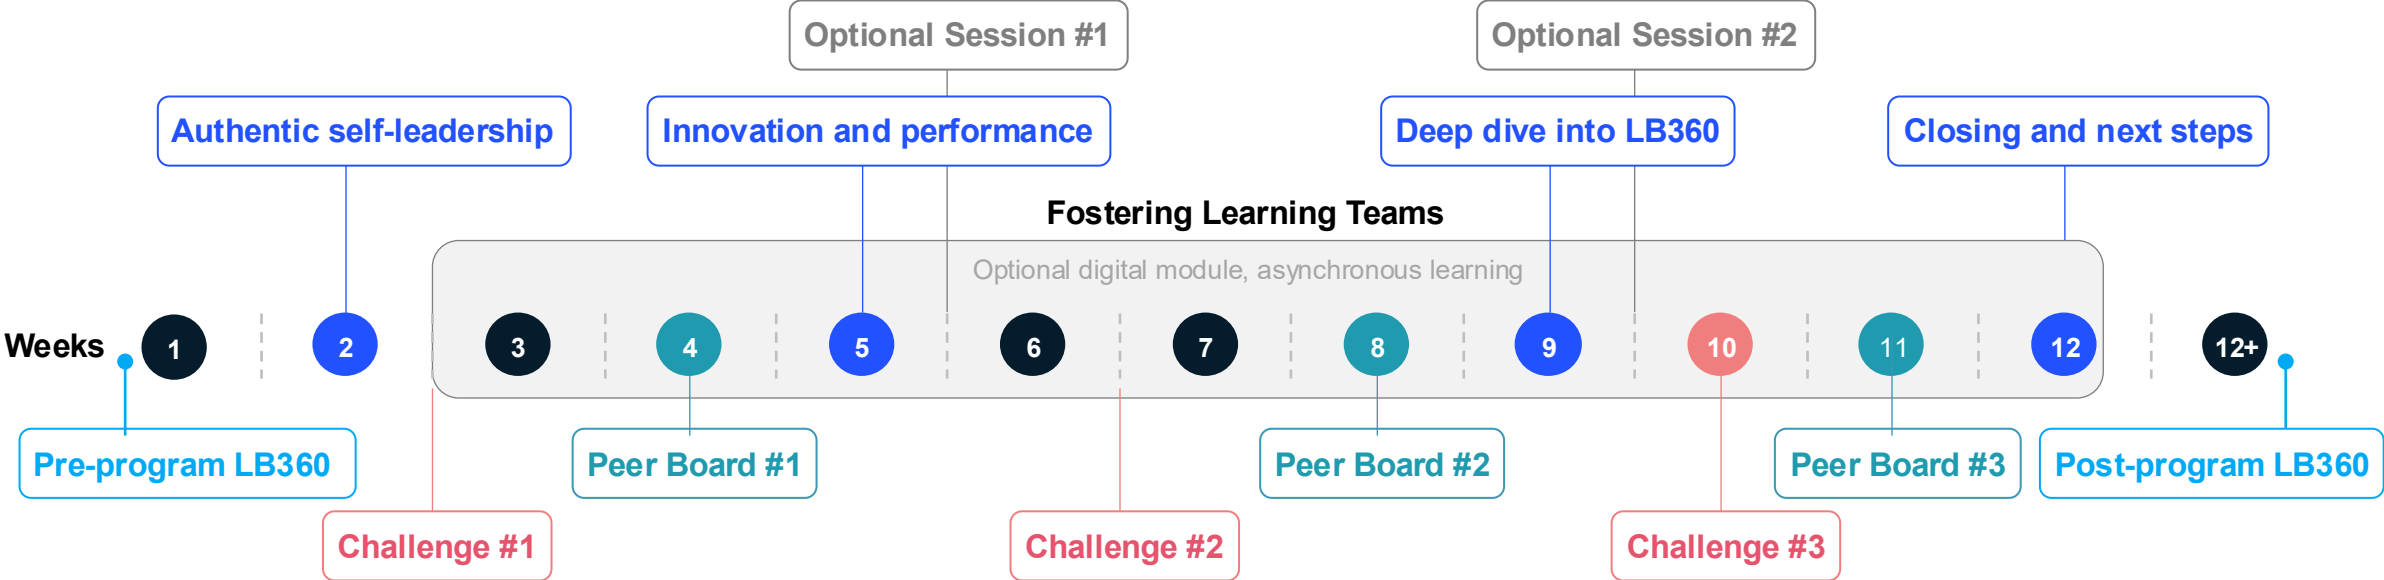 Optional Session #1
Optional Session #2
Authentic self-leadership
Innovation and performance
Deep dive into LB360
Closing and next steps
Fostering Learning Teams
Optional digital module, asynchronous learning
Weeks 1 2 3 4 5 6 7 8 9 10 11 12 12+
Pre-program LB360
Peer Board #1
Peer Board #2
Peer Board #3
Post-program LB360
Challenge #1
Challenge #2
Challenge #3